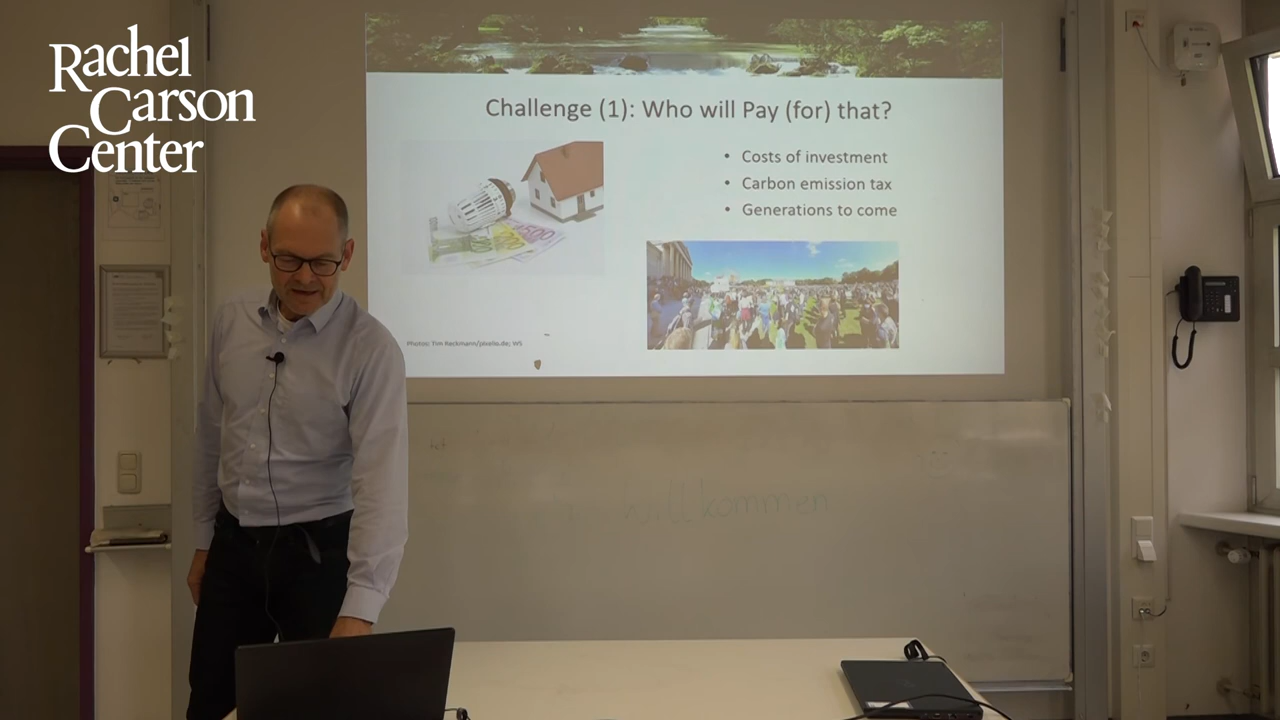 Rachel
Carson
Center
Challenge (1): Who will Pay (for) that?
• Costs of investment
• Carbon emission tax
• Generations to come
500
Photos: Tim Reckmann/pixelio.de; WS
willkommen